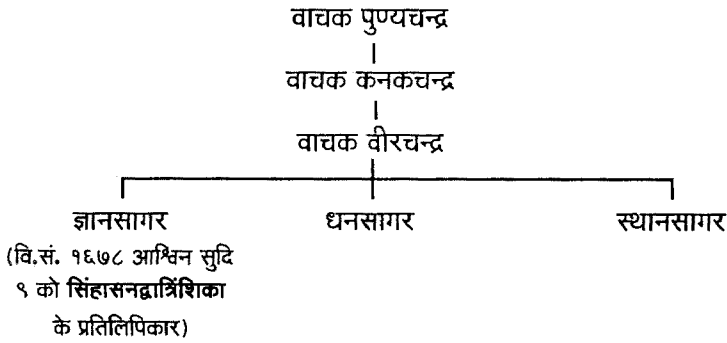 वाचक पुण्यचन्द्र
वाचक कनकचन्द्र
वाचक वीरचन्द्र
ज्ञानसागर धनसागर स्थानसागर
(वि.सं. १६७८ आश्विन सुदि
९ को सिंहासनद्वात्रिंशिका
के प्रतिलिपिकार)